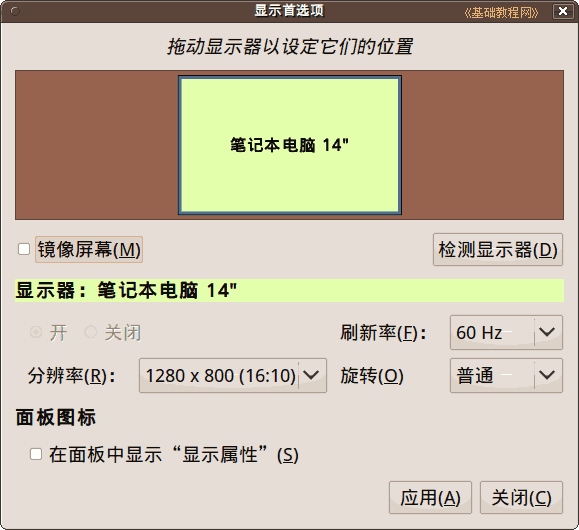 显示首选项
《基础教程网》
拖动显示器以设定它们的位置
笔记本电脑 14"
镜像屏幕(M)
检测显示器(D)
显示器：笔记本电脑 14"
开 关闭 刷新率(F)： 60 Hz
分辨率(R)： 1280 x 800 (16:10) 旋转(O) 普通
面板图标
在面板中显示“显示属性”(S)
应用(A) 关闭(C)